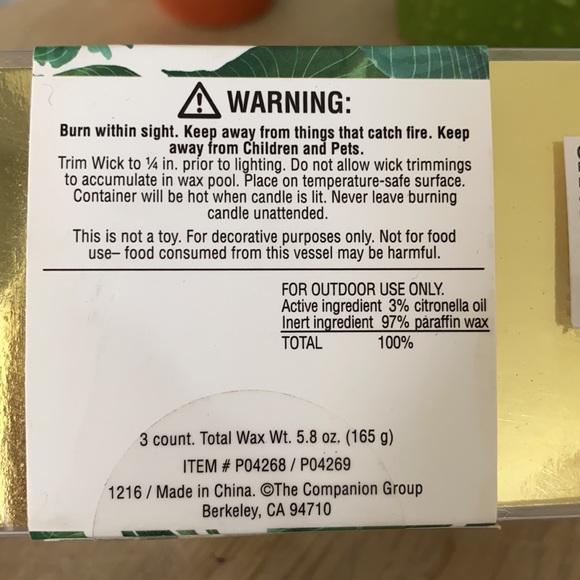 WARNING:
Burn within sight. Keep away from things that catch fire. Keep
away from Children and Pets.
Trim Wick to ¼ in. prior to lighting. Do not allow wick trimmings
to accumulate in wax pool. Place on temperature-safe surface.
Container will be hot when candle is lit. Never leave burning
candle unattended.
This is not a toy. For decorative purposes only. Not for food
use– food consumed from this vessel may be harmful.
FOR OUTDOOR USE ONLY.
Active ingredient 3% citronella oil
Inert ingredient 97% paraffin wax
TOTAL 100%
3 count. Total Wax Wt. 5.8 oz. (165 g)
ITEM # P04268 / P04269
1216 / Made in China. ©The Companion Group
Berkeley, CA 94710